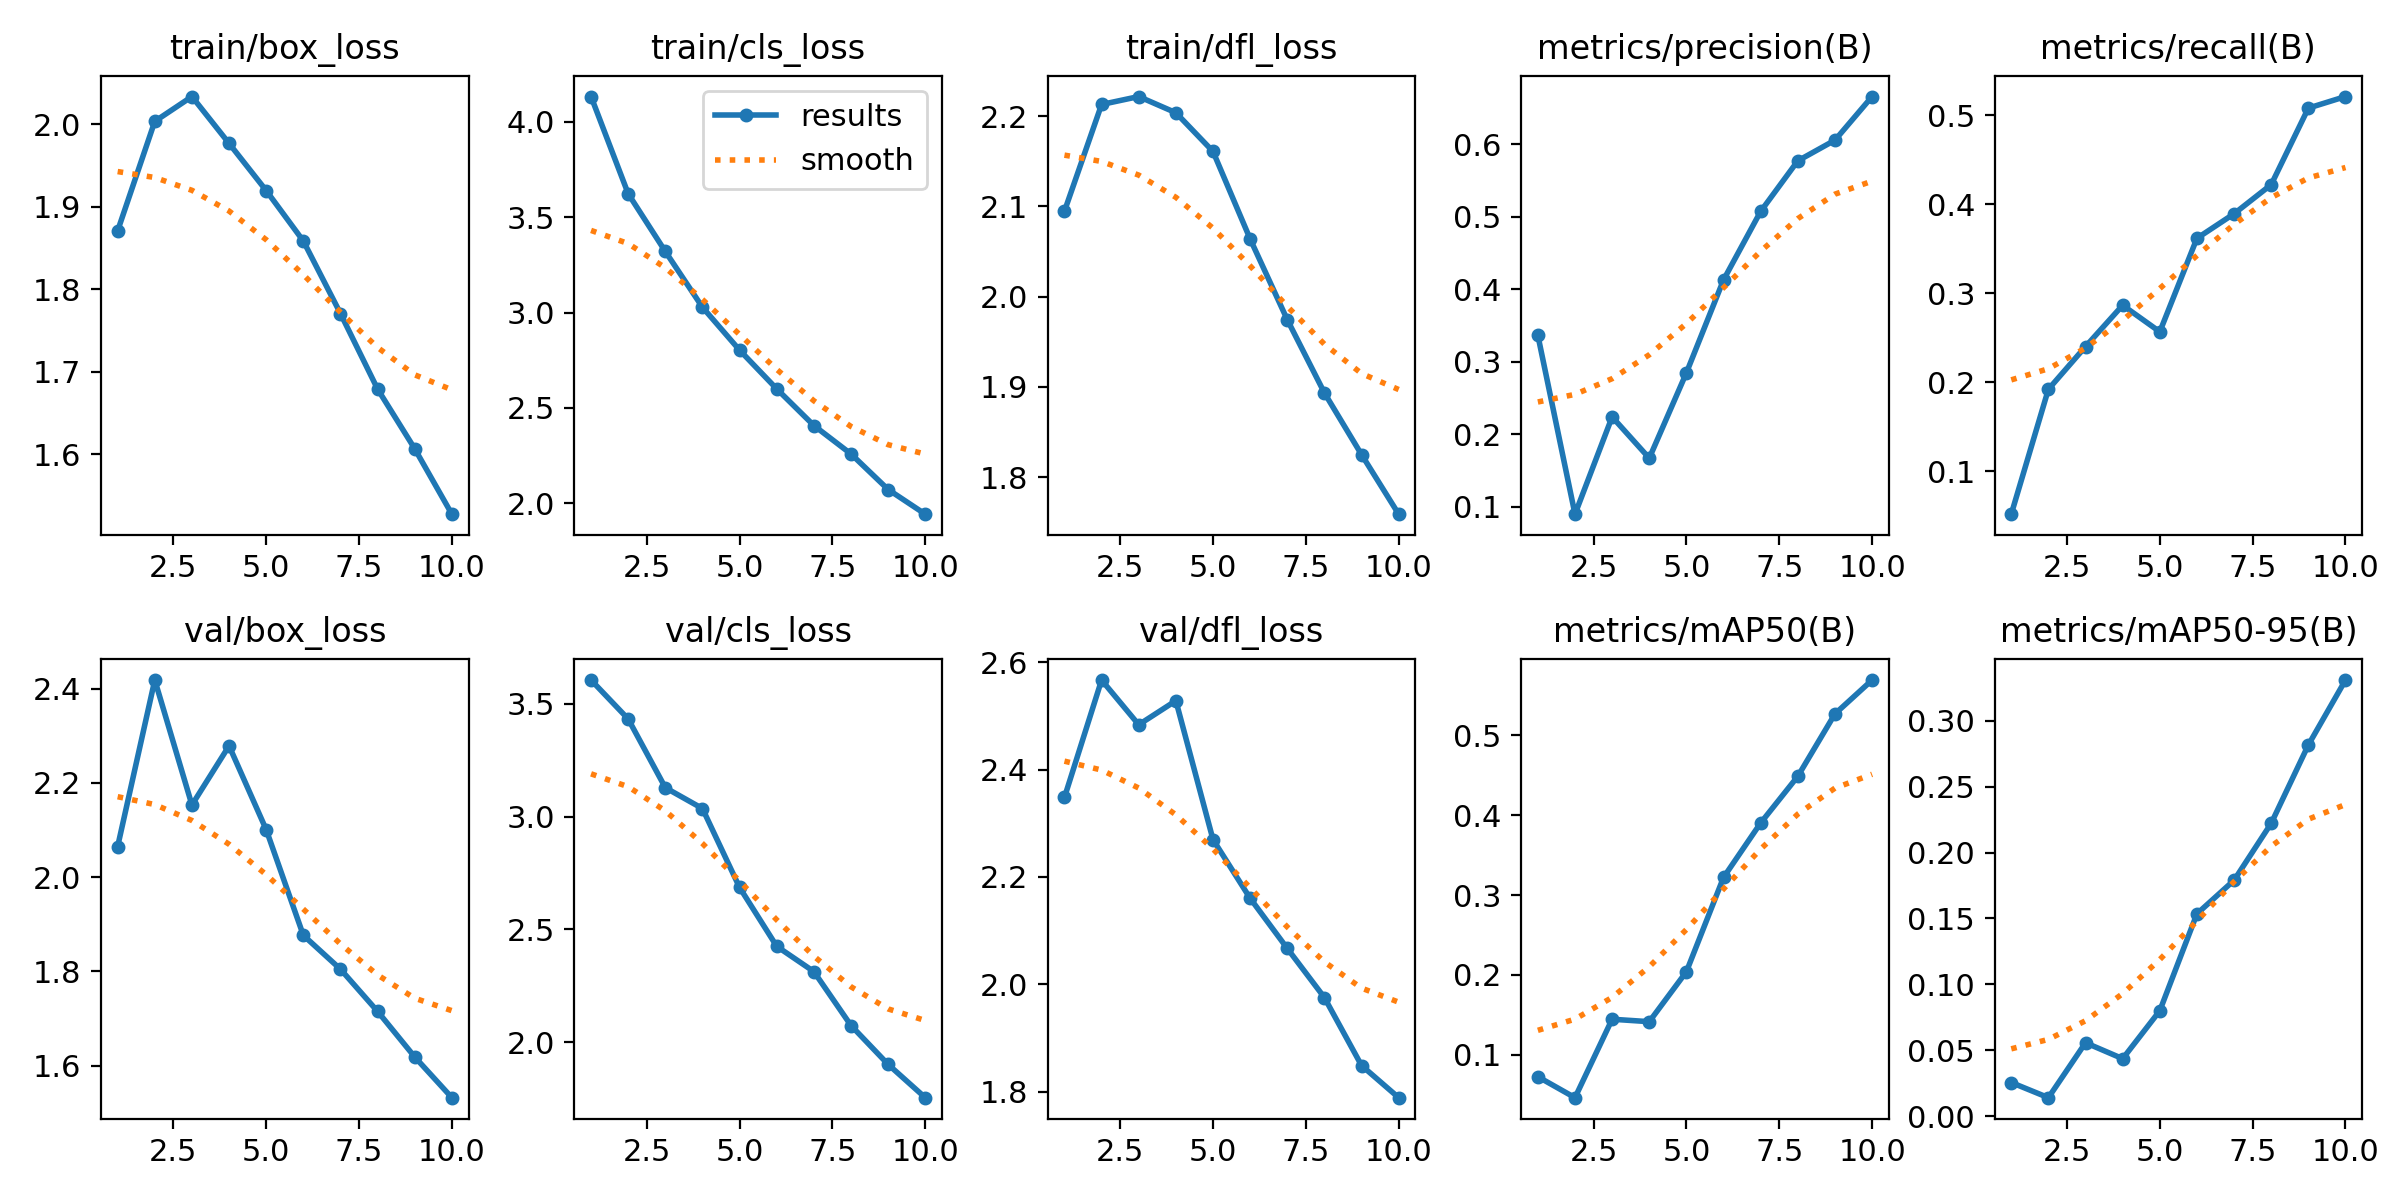 train/box_loss
2.0
1.9
1.8
1.7
1.6
2.5 5.0 7.5 10.0
train/cls_loss
results
smooth
4.0
3.5
3.0
2.5
2.0
2.5 5.0 7.5 10.0
train/dfl_loss
2.2
2.1
2.0
1.9
1.8
2.5 5.0 7.5 10.0
metrics/precision(B)
0.6
0.5
0.4
0.3
0.2
0.1
2.5 5.0 7.5 10.0
metrics/recall(B)
0.5
0.4
0.3
0.2
0.1
2.5 5.0 7.5 10.0
val/box_loss
2.4
2.2
2.0
1.8
1.6
2.5 5.0 7.5 10.0
val/cls_loss
3.5
3.0
2.5
2.0
2.5 5.0 7.5 10.0
val/dfl_loss
2.6
2.4
2.2
2.0
1.8
2.5 5.0 7.5 10.0
metrics/mAP50(B)
0.5
0.4
0.3
0.2
0.1
2.5 5.0 7.5 10.0
metrics/mAP50-95(B)
0.30
0.25
0.20
0.15
0.10
0.05
0.00
2.5 5.0 7.5 10.0